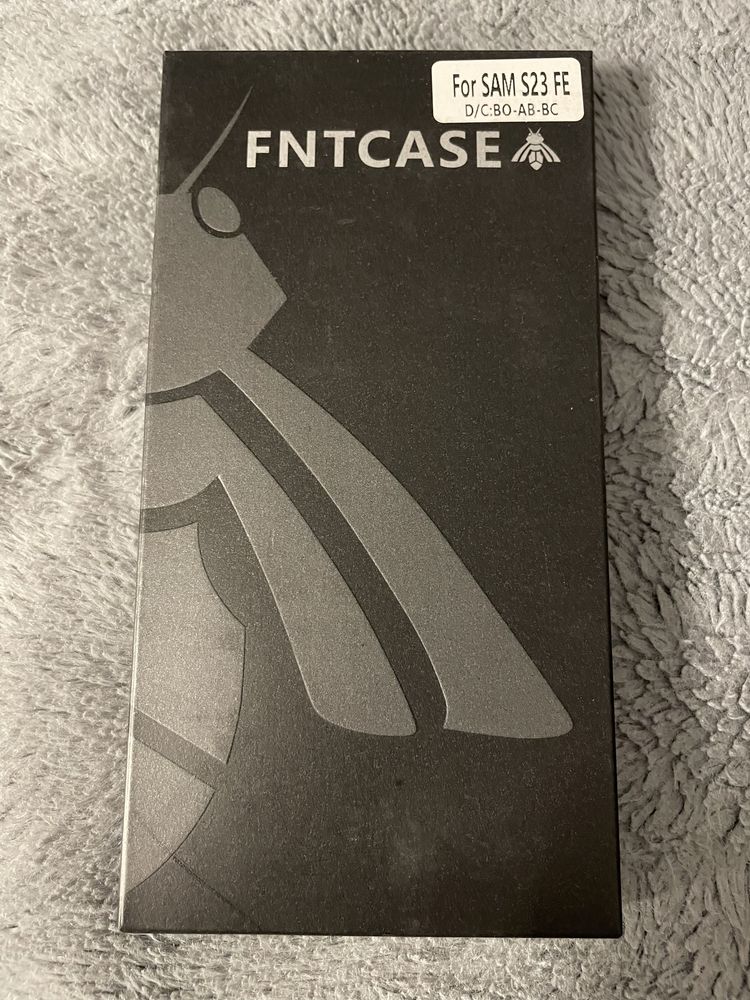 For SAM S23 FE
D/C:BO-AB-BC
FNTCASE